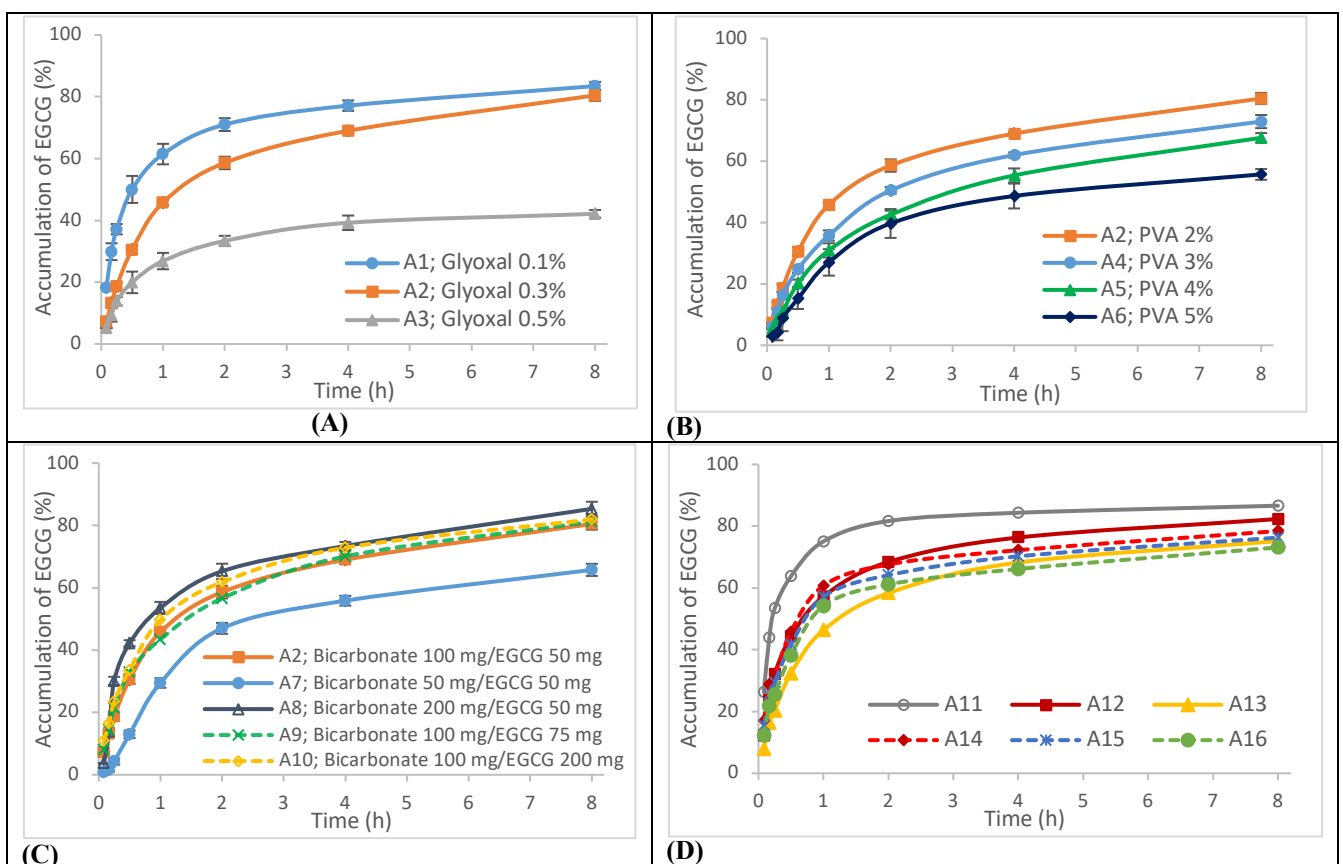 100
80
60
40
20
0
Accumulation of EGCG (%)
A1; Glyoxal 0.1%
A2; Glyoxal 0.3%
A3; Glyoxal 0.5%
0 1 2 3 4 5 6 7 8
Time (h)
(A)
100
80
60
40
20
0
Accumulation of EGCG (%)
A2; PVA 2%
A4; PVA 3%
A5; PVA 4%
A6; PVA 5%
0 1 2 3 4 5 6 7 8
Time (h)
(B)
100
80
60
40
20
0
Accumulation of EGCG (%)
A2; Bicarbonate 100 mg/EGCG 50 mg
A7; Bicarbonate 50 mg/EGCG 50 mg
A8; Bicarbonate 200 mg/EGCG 50 mg
A9; Bicarbonate 100 mg/EGCG 75 mg
A10; Bicarbonate 100 mg/EGCG 200 mg
0 1 2 3 4 5 6 7 8
Time (h)
(C)
100
80
60
40
20
0
Accumulation of EGCG (%)
A11 A12 A13
A14 A15 A16
0 1 2 3 4 5 6 7 8
Time (h)
(D)